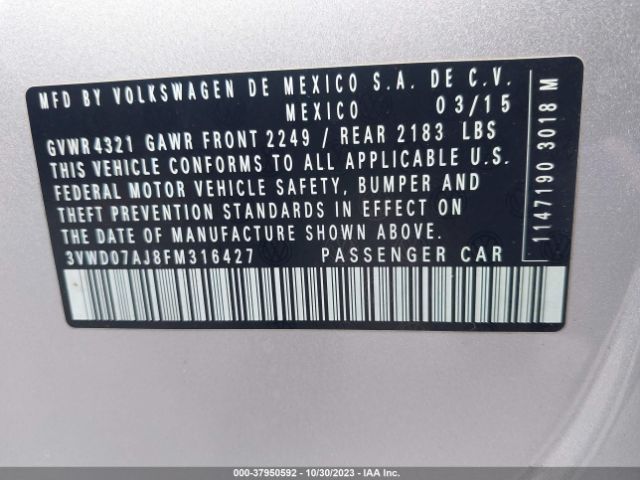 MFD BY VOLKSWAGEN DE MEXICO S.A. DE C.V.
MEXICO 03/15
GVWR 4321 GAWR FRONT 2249 / REAR 2183 LBS
THIS VEHICLE CONFORMS TO ALL APPLICABLE U.S.
FEDERAL MOTOR VEHICLE SAFETY, BUMPER AND
THEFT PREVENTION STANDARDS IN EFFECT ON
THE DATE OF MANUFACTURE SHOWN ABOVE.
3VWD07AJ8FM316427 PASSENGER CAR
1147190 3018 M
000-37950592 - 10/30/2023 - IAAI.COM